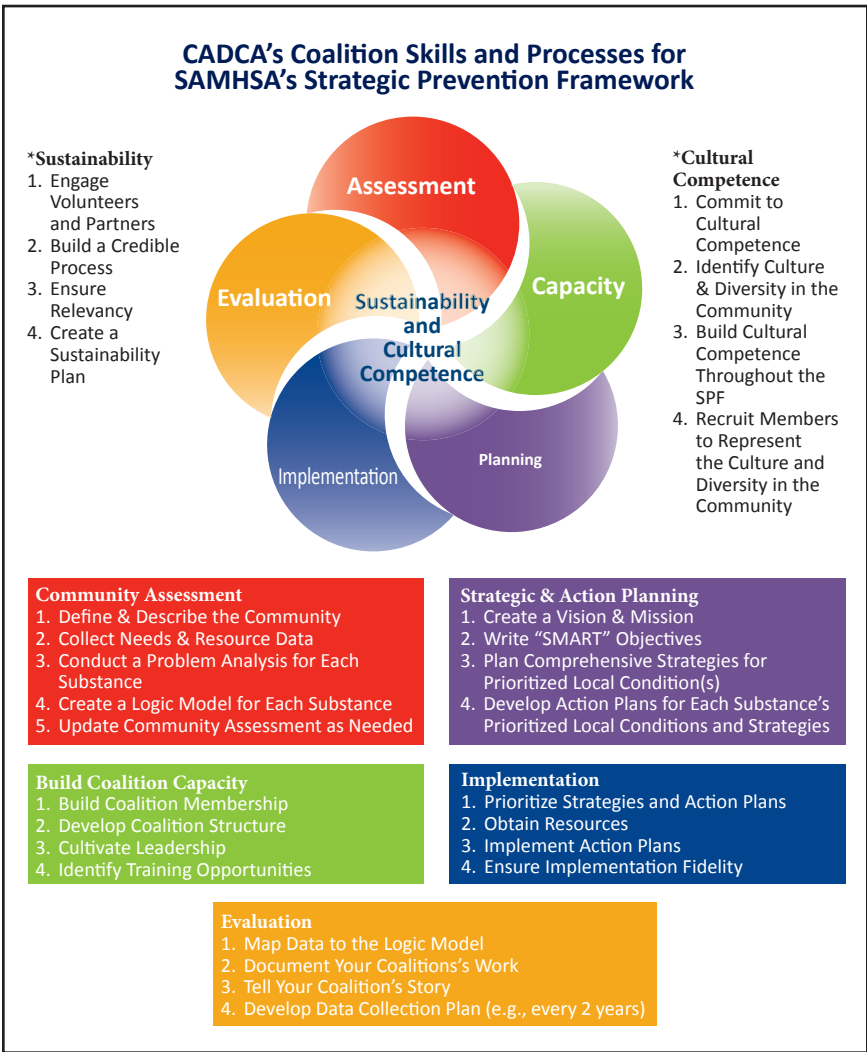 CADCA’s Coalition Skills and Processes for
SAMHSA’s Strategic Prevention Framework
*Sustainability
1. Engage
Volunteers
and Partners
2. Build a Credible
Process
3. Ensure
Relevancy
4. Create a
Sustainability
Plan
Assessment
Capacity
Planning
Implementation
Evaluation
Sustainability
and
Cultural
Competence
*Cultural
Competence
1. Commit to
Cultural
Competence
2. Identify Culture
& Diversity in the
Community
3. Build Cultural
Competence
Throughout the
SPF
4. Recruit Members
to Represent
the Culture and
Diversity in the
Community
Community Assessment
1. Define & Describe the Community
2. Collect Needs & Resource Data
3. Conduct a Problem Analysis for Each
Substance
4. Create a Logic Model for Each Substance
5. Update Community Assessment as Needed
Strategic & Action Planning
1. Create a Vision & Mission
2. Write “SMART” Objectives
3. Plan Comprehensive Strategies for
Prioritized Local Condition(s)
4. Develop Action Plans for Each Substance’s
Prioritized Local Conditions and Strategies
Build Coalition Capacity
1. Build Coalition Membership
2. Develop Coalition Structure
3. Cultivate Leadership
4. Identify Training Opportunities
Implementation
1. Prioritize Strategies and Action Plans
2. Obtain Resources
3. Implement Action Plans
4. Ensure Implementation Fidelity
Evaluation
1. Map Data to the Logic Model
2. Document Your Coalitions’s Work
3. Tell Your Coalition’s Story
4. Develop Data Collection Plan (e.g., every 2 years)